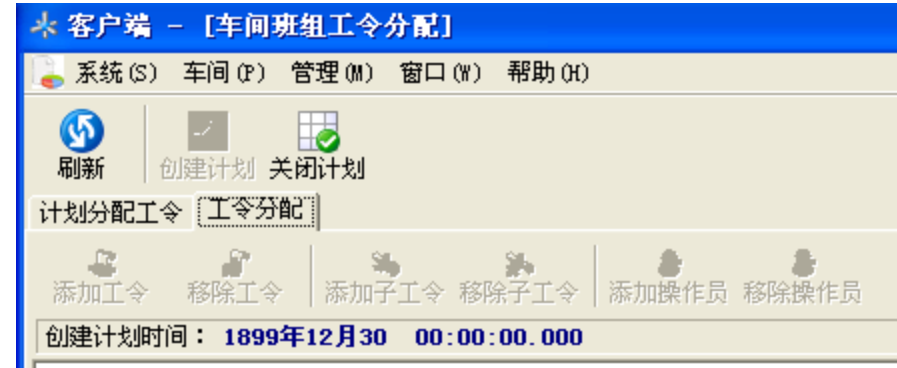 客户端 - [车间班组工令分配]
系统(S) 车间(P) 管理(M) 窗口(W) 帮助(H)
刷新 创建计划 关闭计划
计划分配工令 工令分配
添加工令 移除工令 添加子工令 移除子工令 添加操作员 移除操作员
创建计划时间： 1899年12月30 00:00:00.000